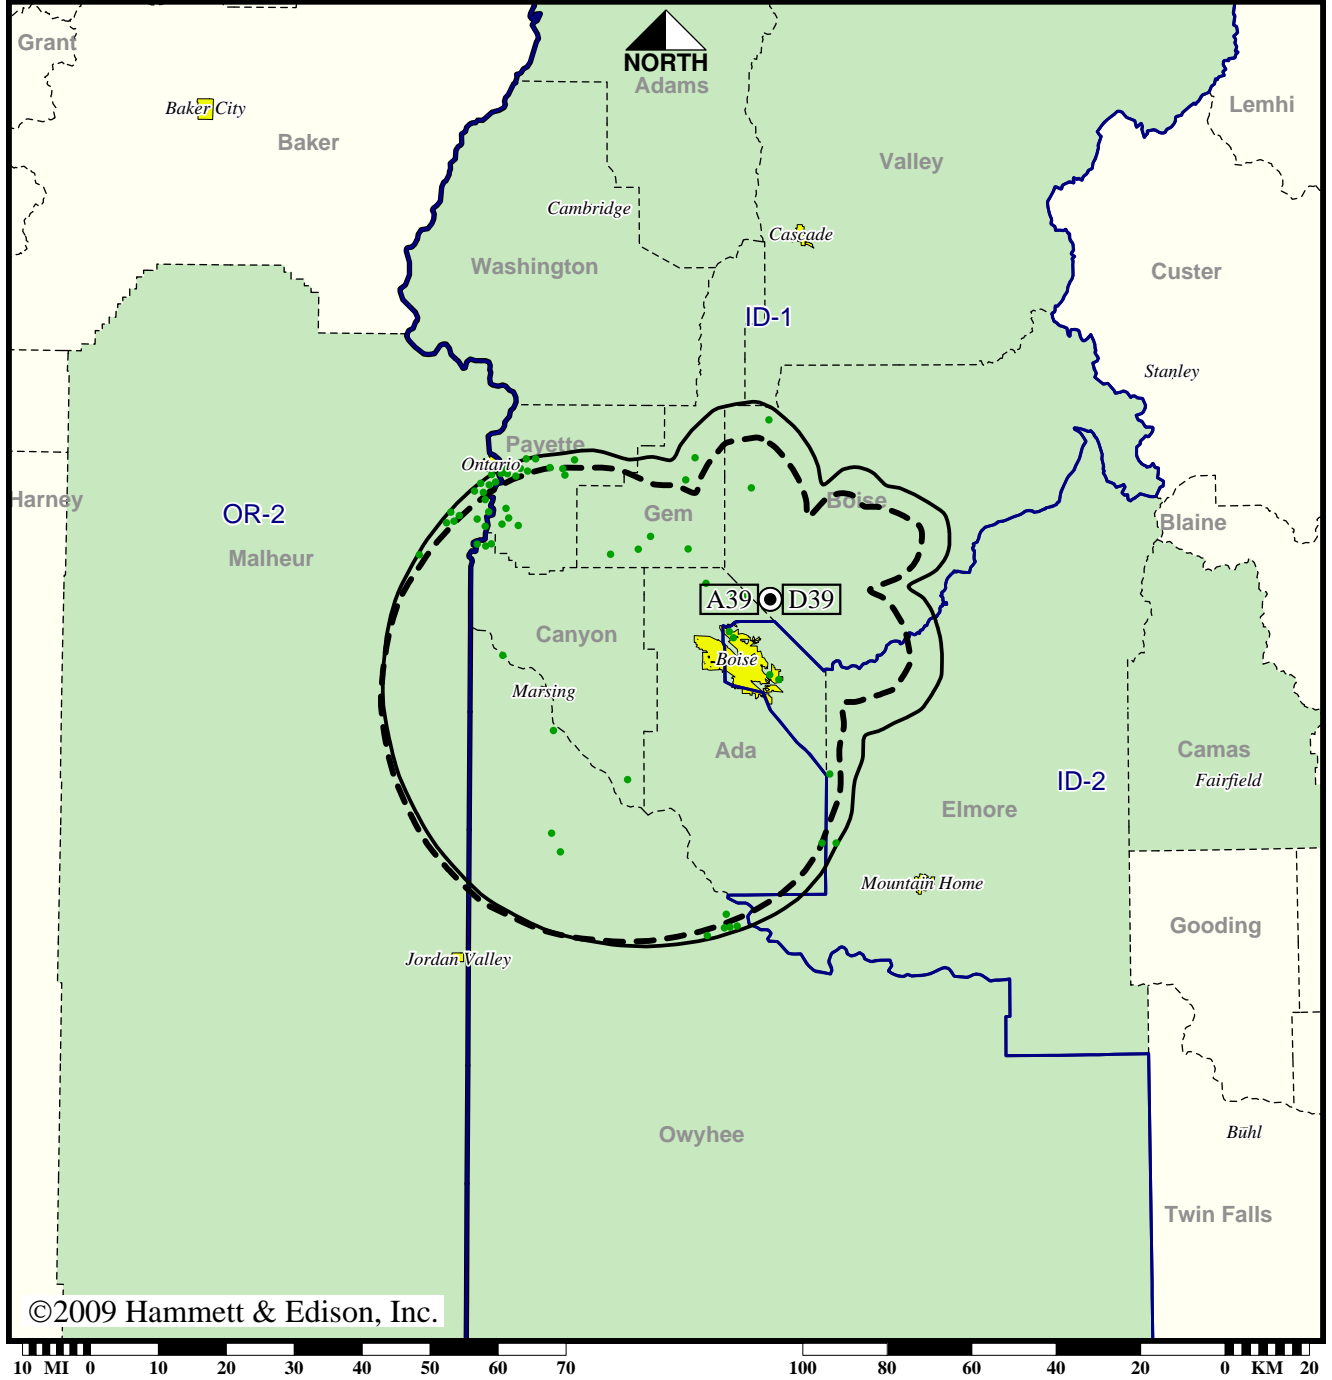 Grant
NORTH
Adams
Lemhi
Baker City
Baker
Valley
Cambridge
Cascade
Washington
Custer
ID-1
Stanley
Payette
Ontario
Harney
OR-2
Gem
Boise
Blaine
Malheur
A39 D39
Canyon
Boise
Marsing
Ada
Camas
ID-2
Fairfield
Elmore
Mountain Home
Gooding
Jordan Valley
Owyhee
Buhl
Twin Falls
©2009 Hammett & Edison, Inc.
10 MI 0 10 20 30 40 50 60 70 100 80 60 40 20 0 KM 20